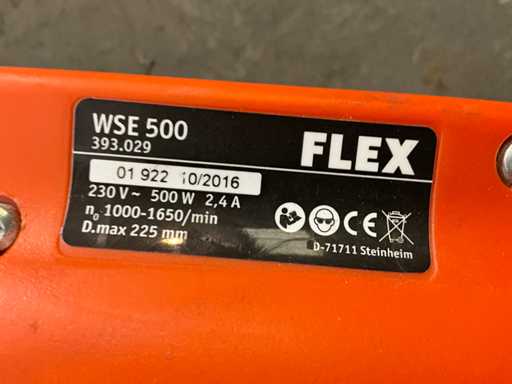 WSE 500
393.029
FLEX
01 922 10/2016
230 V~ 500 W 2,4 A
n₀ 1000-1650/min
D.max 225 mm
CE
D-71711 Steinheim